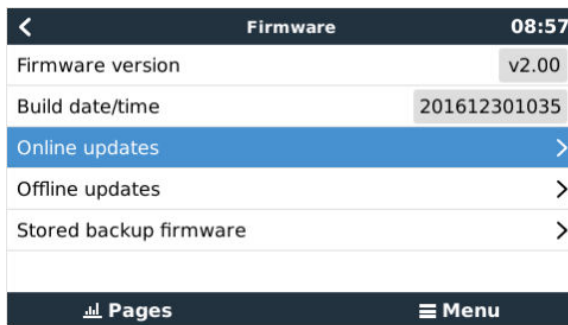 Firmware 08:57
Firmware version v2.00
Build date/time 201612301035
Online updates
Offline updates
Stored backup firmware
Pages Menu